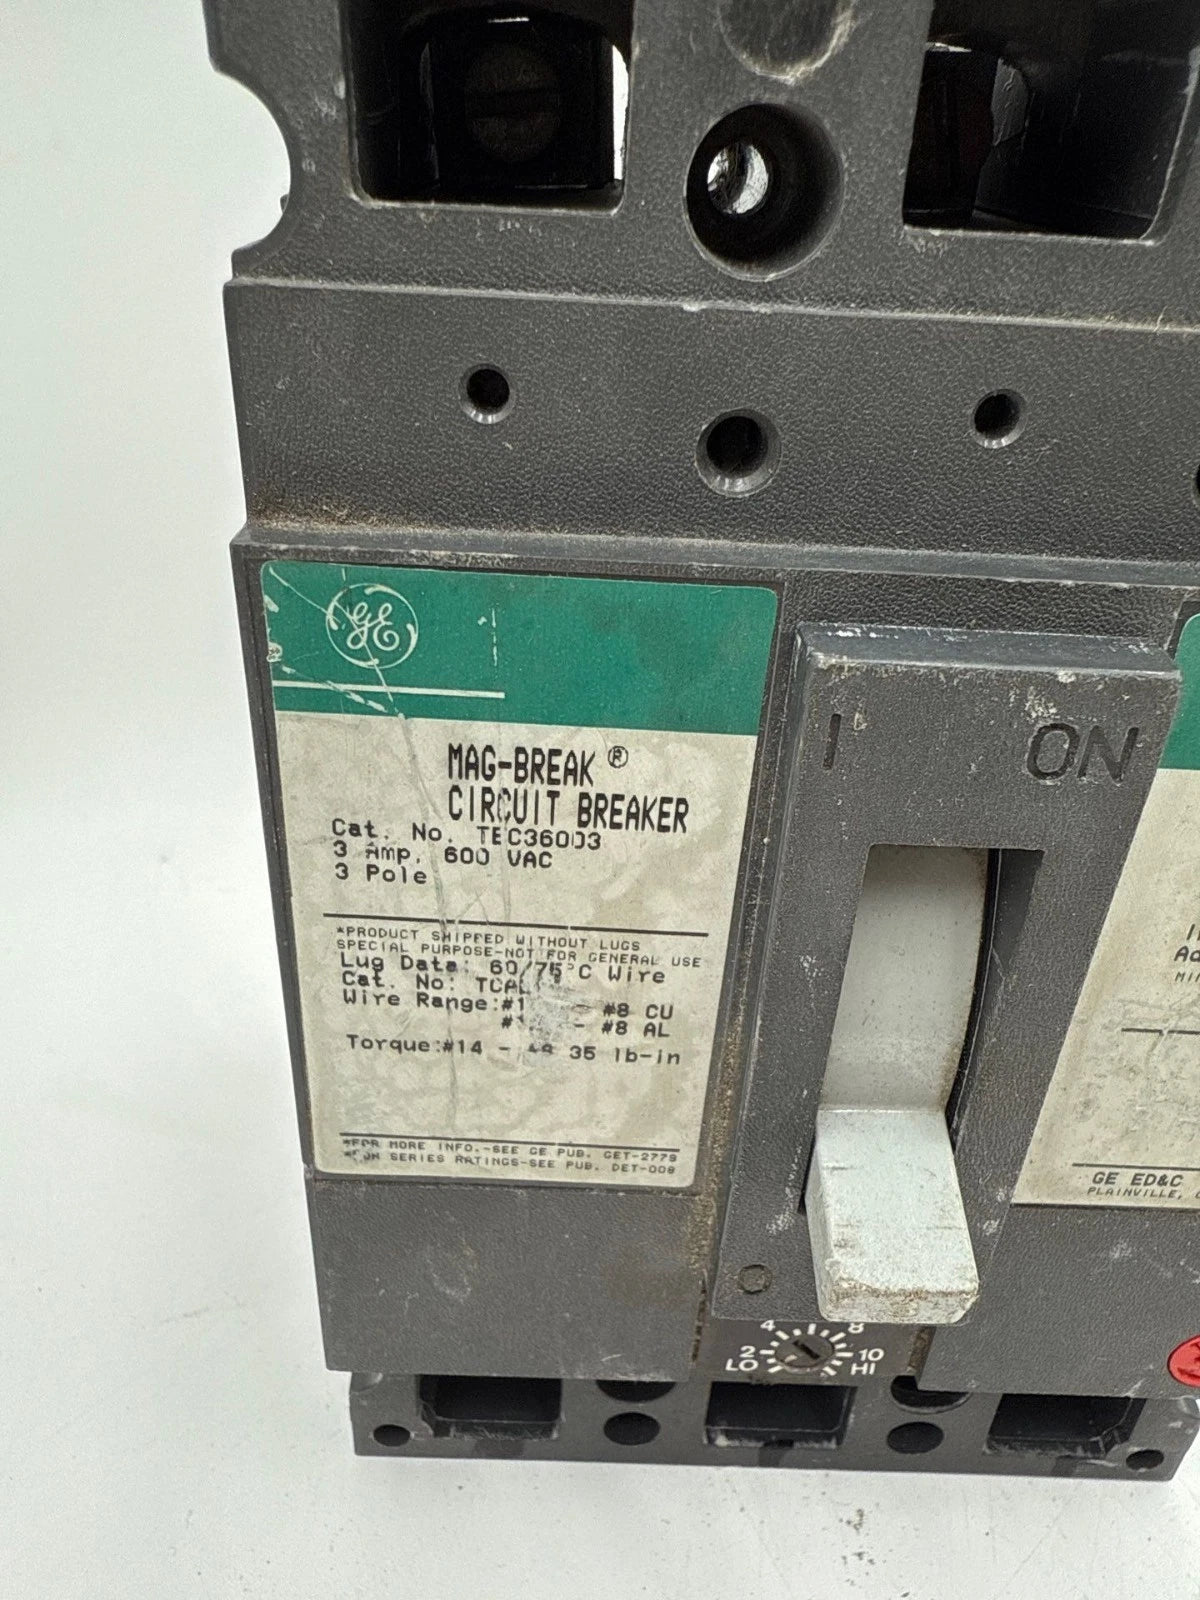 GE
MAG-BREAK ®
CIRCUIT BREAKER
Cat. No. TEC36003
3 Amp. 600 VAC
3 Pole
*PRODUCT SHIPPED WITHOUT LUGS
SPECIAL PURPOSE-NOT FOR GENERAL USE
Lug Data: 60/75°C Wire
Cat. No:
Wire Range: #8 CU
- #8 AL
Torque:#14 - 35 lb-in
*FOR MORE INFO.-SEE GE PUB. GET-2779
SERIES RATINGS-SEE PUB. DET-008
I ON
GE ED&C
PLAINVILLE,
4 8
2 10
LO HI